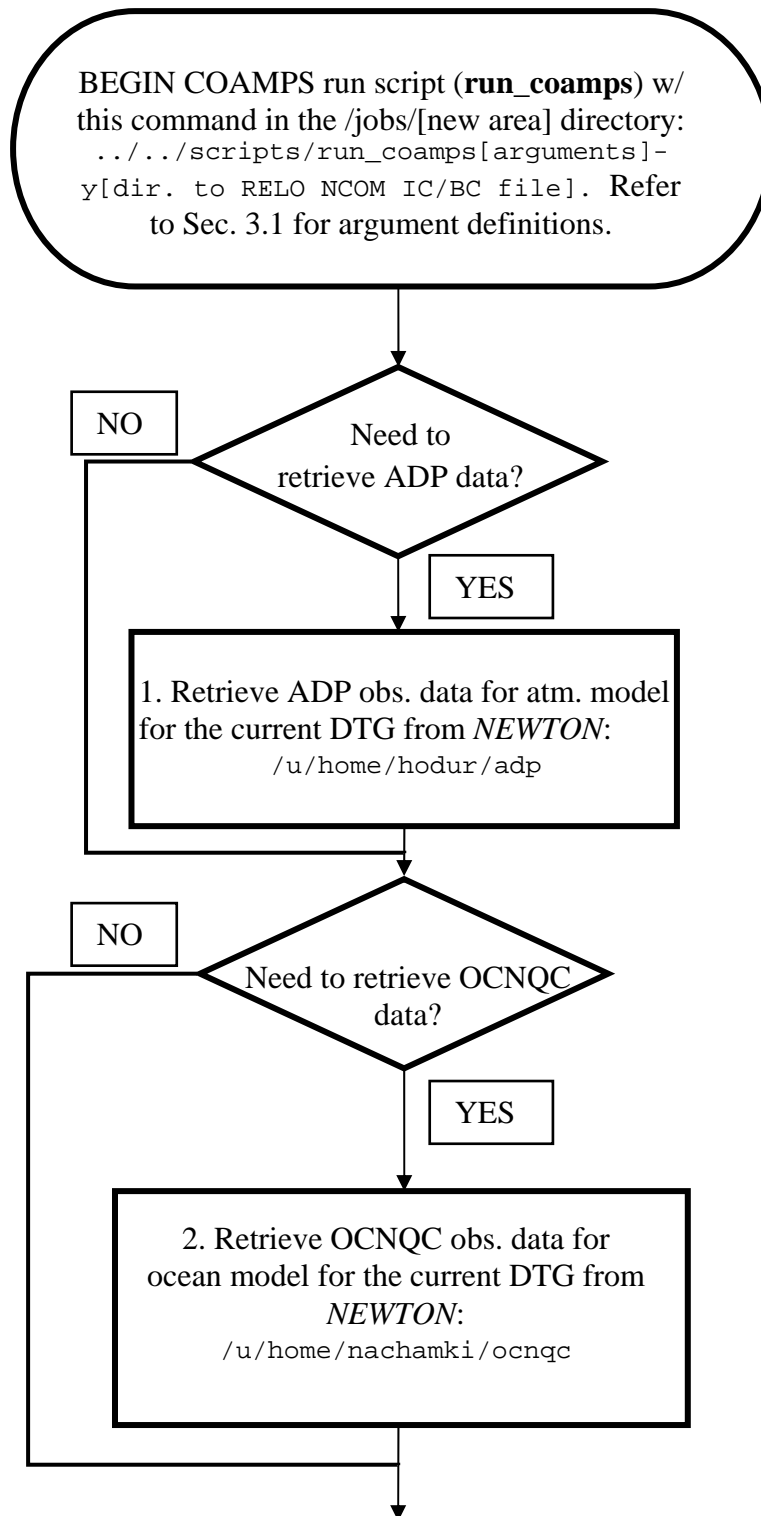 BEGIN COAMPS run script (run_coamps) w/
this command in the /jobs/[new area] directory:
../../scripts/run_coamps[arguments]-
y[dir. to RELO NCOM IC/BC file]. Refer
to Sec. 3.1 for argument definitions.
NO
Need to
retrieve ADP data?
YES
1. Retrieve ADP obs. data for atm. model
for the current DTG from NEWTON:
/u/home/hodur/adp
NO
Need to retrieve OCNQC
data?
YES
2. Retrieve OCNQC obs. data for
ocean model for the current DTG from
NEWTON:
/u/home/nachamki/ocnqc